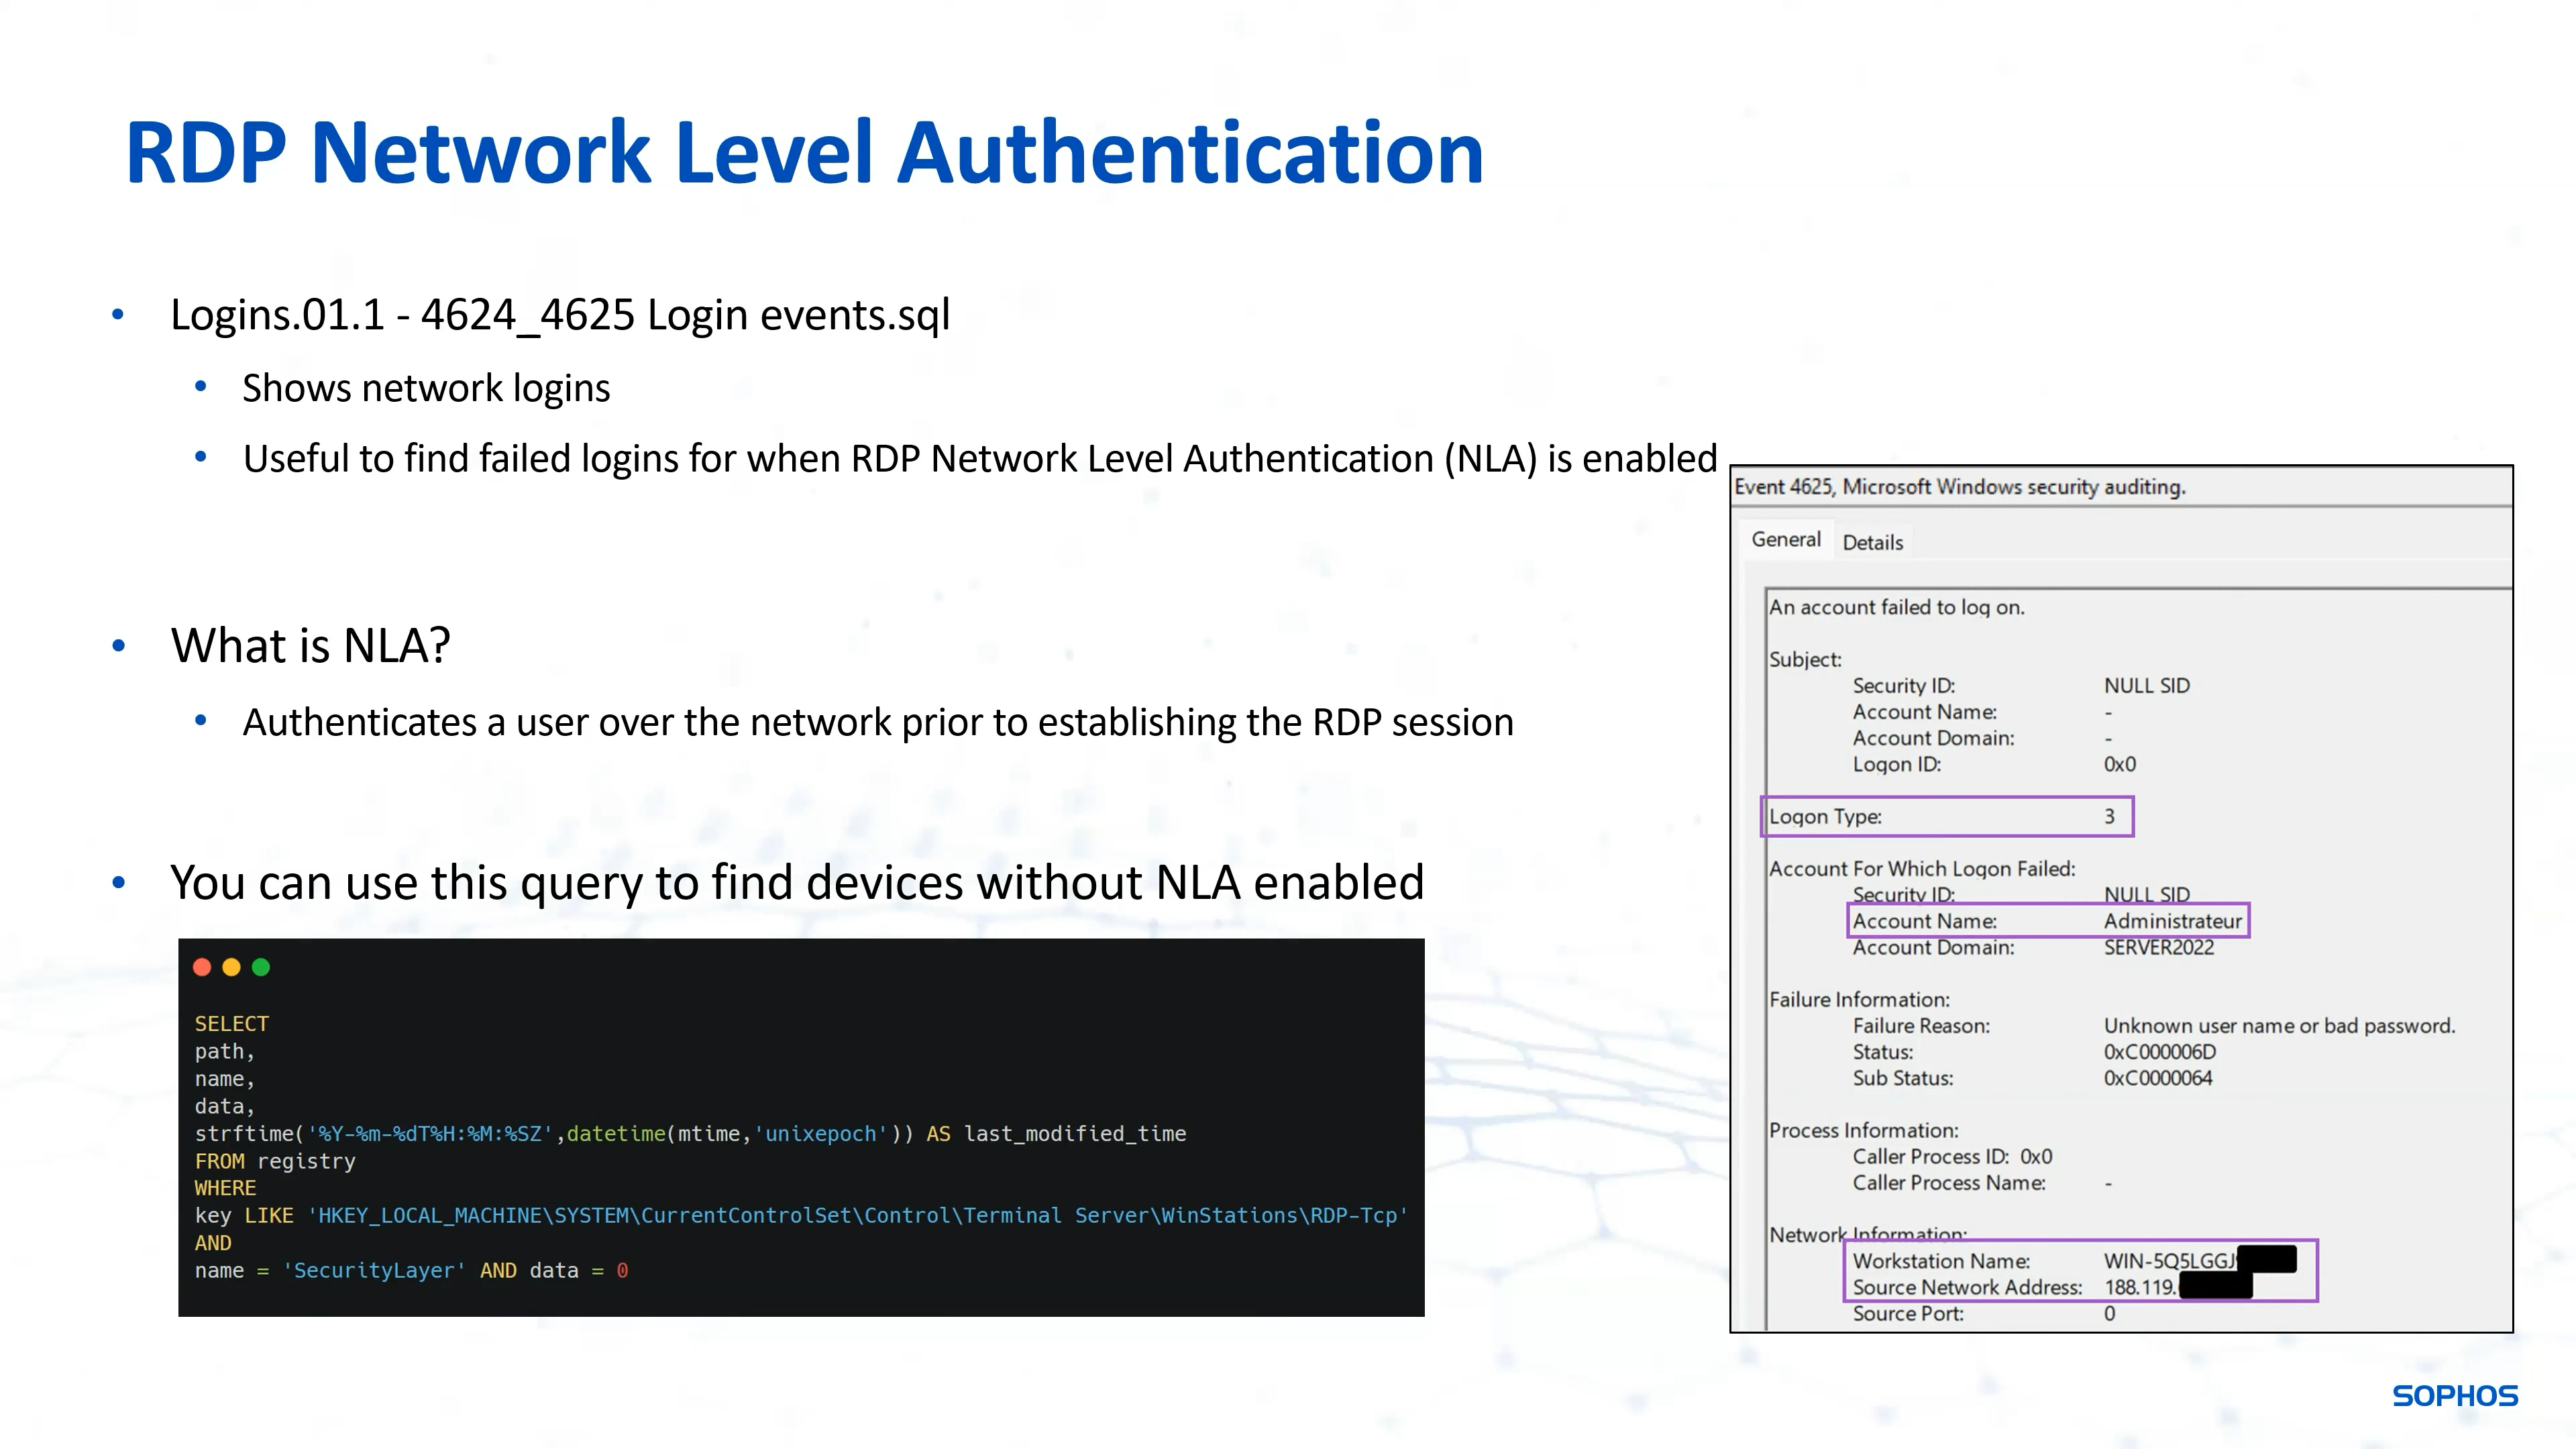 RDP Network Level Authentication
• Logins.01.1 - 4624_4625 Login events.sql
• Shows network logins
• Useful to find failed logins for when RDP Network Level Authentication (NLA) is enabled
• What is NLA?
• Authenticates a user over the network prior to establishing the RDP session
• You can use this query to find devices without NLA enabled
SELECT
path,
name,
data,
strftime('%Y-%m-%dT%H:%M:%SZ',datetime(mtime,'unixepoch')) AS last_modified_time
FROM registry
WHERE
key LIKE 'HKEY_LOCAL_MACHINE\SYSTEM\CurrentControlSet\Control\Terminal Server\WinStations\RDP-Tcp'
AND
name = 'SecurityLayer' AND data = 0
Event 4625, Microsoft Windows security auditing.
General Details
An account failed to log on.
Subject:
Security ID: NULL SID
Account Name: -
Account Domain: -
Logon ID: 0x0
Logon Type: 3
Account For Which Logon Failed:
Security ID: NULL SID
Account Name: Administrateur
Account Domain: SERVER2022
Failure Information:
Failure Reason: Unknown user name or bad password.
Status: 0xC000006D
Sub Status: 0xC0000064
Process Information:
Caller Process ID: 0x0
Caller Process Name: -
Network Information:
Workstation Name: WIN-5Q5LGGJ
Source Network Address: 188.119.
Source Port: 0
SOPHOS